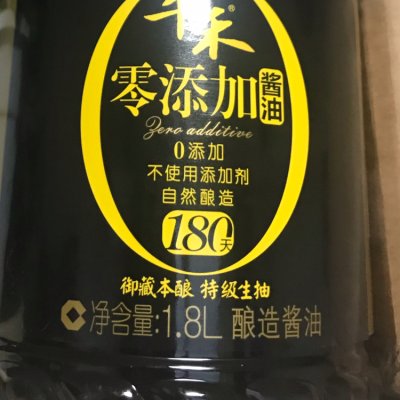 千禾®
零添加酱油
Zero additive
0添加
不使用添加剂
自然酿造
180天
御藏本酿 特级生抽
净含量:1.8L 酿造酱油